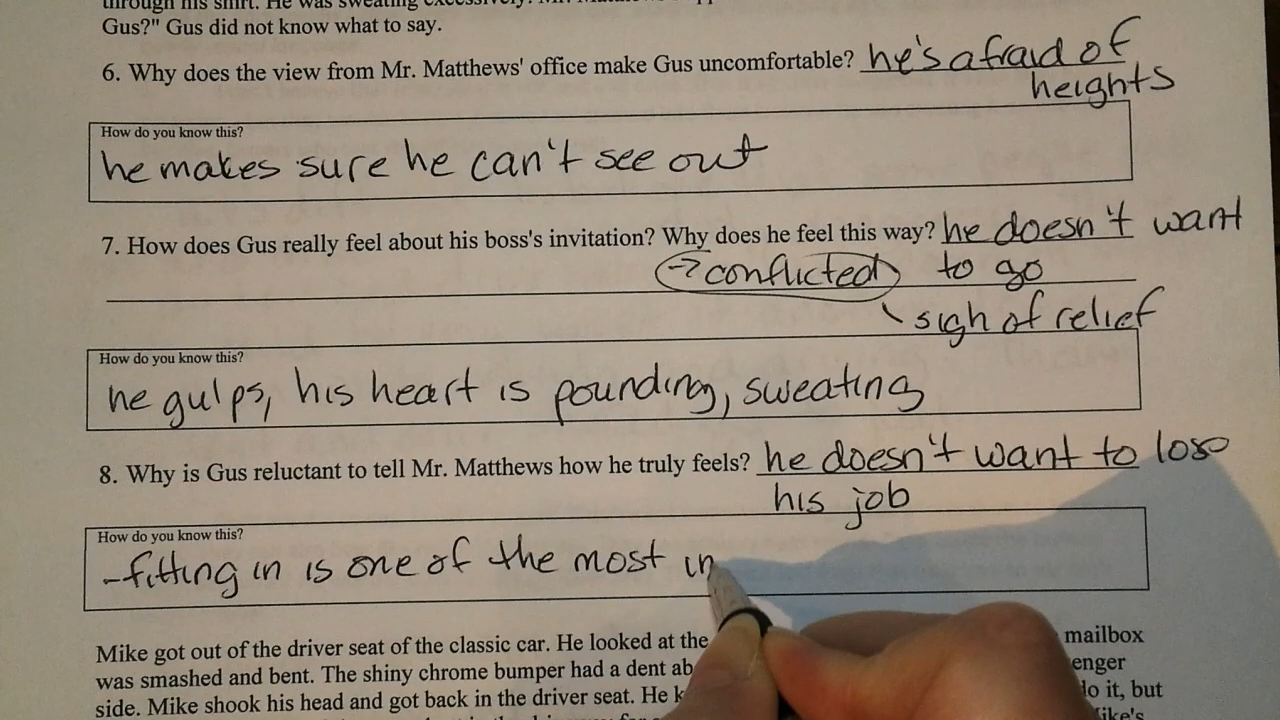 through his shirt. He was sweating excessively.
Gus?" Gus did not know what to say.
6. Why does the view from Mr. Matthews' office make Gus uncomfortable? he's afraid of
heights
How do you know this?
he makes sure he can't see out
7. How does Gus really feel about his boss's invitation? Why does he feel this way? he doesn't want
→ conflicted to go
sigh of relief
How do you know this?
he gulps, his heart is pounding, sweating
8. Why is Gus reluctant to tell Mr. Matthews how he truly feels? he doesn't want to lose
his job
How do you know this?
-fitting in is one of the most in
Mike got out of the driver seat of the classic car. He looked at the mailbox
was smashed and bent. The shiny chrome bumper had a dent
side. Mike shook his head and got back in the driver seat. He do it, but
Mike's